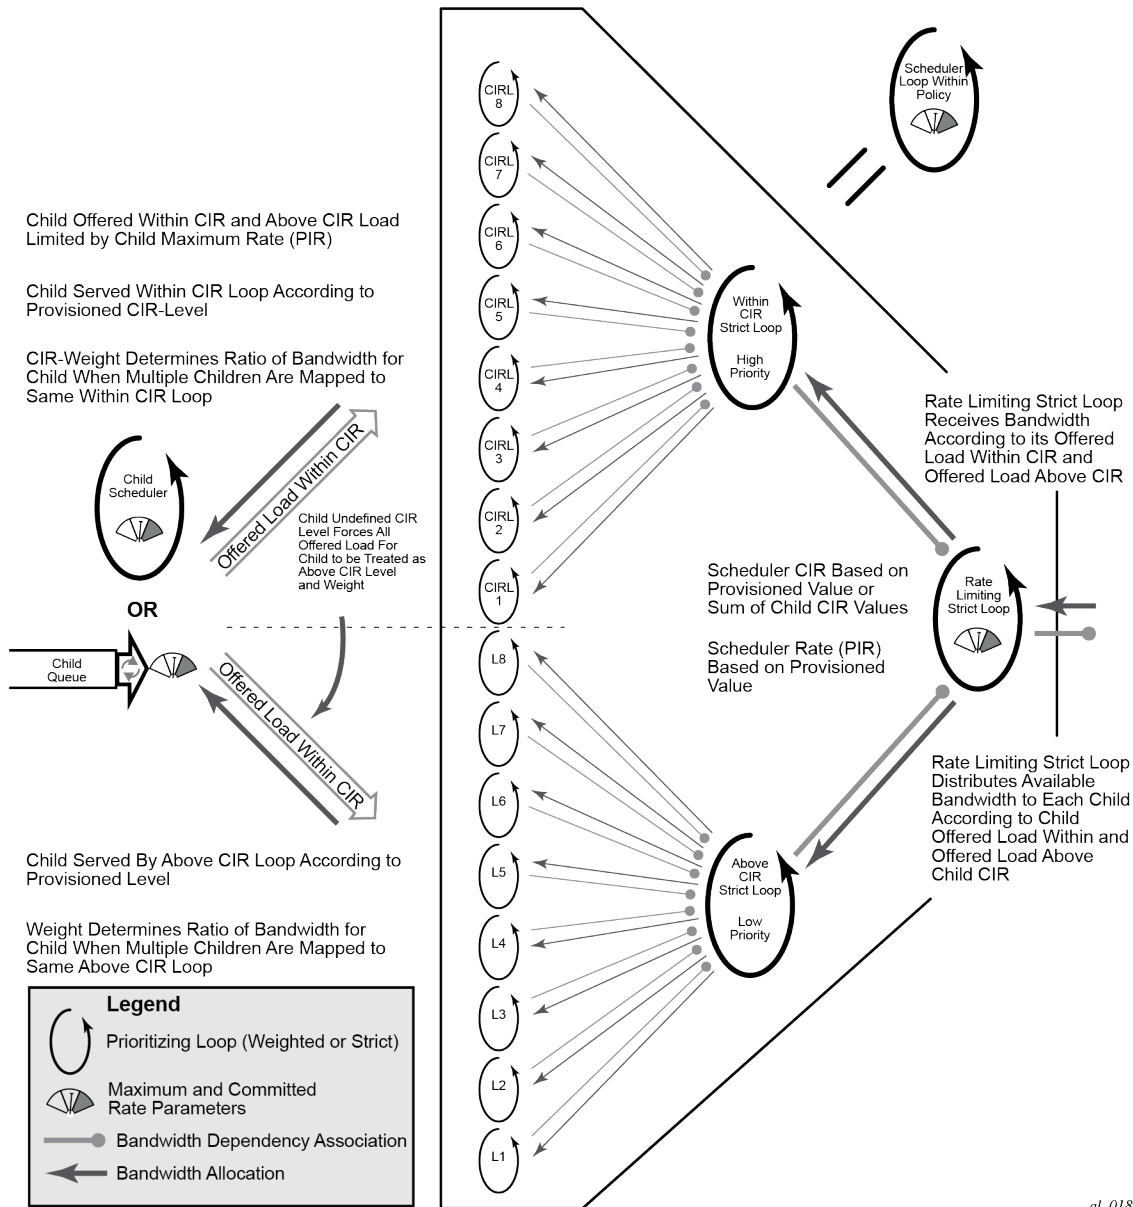 Scheduler
Loop Within
Policy
CIRL
8
CIRL
7
CIRL
6
CIRL
5
CIRL
4
CIRL
3
CIRL
2
CIRL
1
L8
L7
L6
L5
L4
L3
L2
L1
Child Offered Within CIR and Above CIR Load
Limited by Child Maximum Rate (PIR)
Child Served Within CIR Loop According to
Provisioned CIR-Level
CIR-Weight Determines Ratio of Bandwidth for
Child When Multiple Children Are Mapped to
Same Within CIR Loop
Child
Scheduler
Offered Load Within CIR
Child Undefined CIR
Level Forces All
Offered Load For
Child to be Treated as
Above CIR Level
and Weight
OR
Child
Queue
Offered Load Within CIR
Child Served By Above CIR Loop According to
Provisioned Level
Weight Determines Ratio of Bandwidth for
Child When Multiple Children Are Mapped to
Same Above CIR Loop
Within
CIR
Strict Loop
High
Priority
Rate Limiting Strict Loop
Receives Bandwidth
According to its Offered
Load Within CIR and
Offered Load Above CIR
Scheduler CIR Based on
Provisioned Value or
Sum of Child CIR Values
Scheduler Rate (PIR)
Based on Provisioned
Value
Rate
Limiting
Strict Loop
Above
CIR
Strict Loop
Low
Priority
Rate Limiting Strict Loop
Distributes Available
Bandwidth to Each Child
According to Child
Offered Load Within and
Offered Load Above
Child CIR
Legend
Prioritizing Loop (Weighted or Strict)
Maximum and Committed
Rate Parameters
Bandwidth Dependency Association
Bandwidth Allocation
al_018